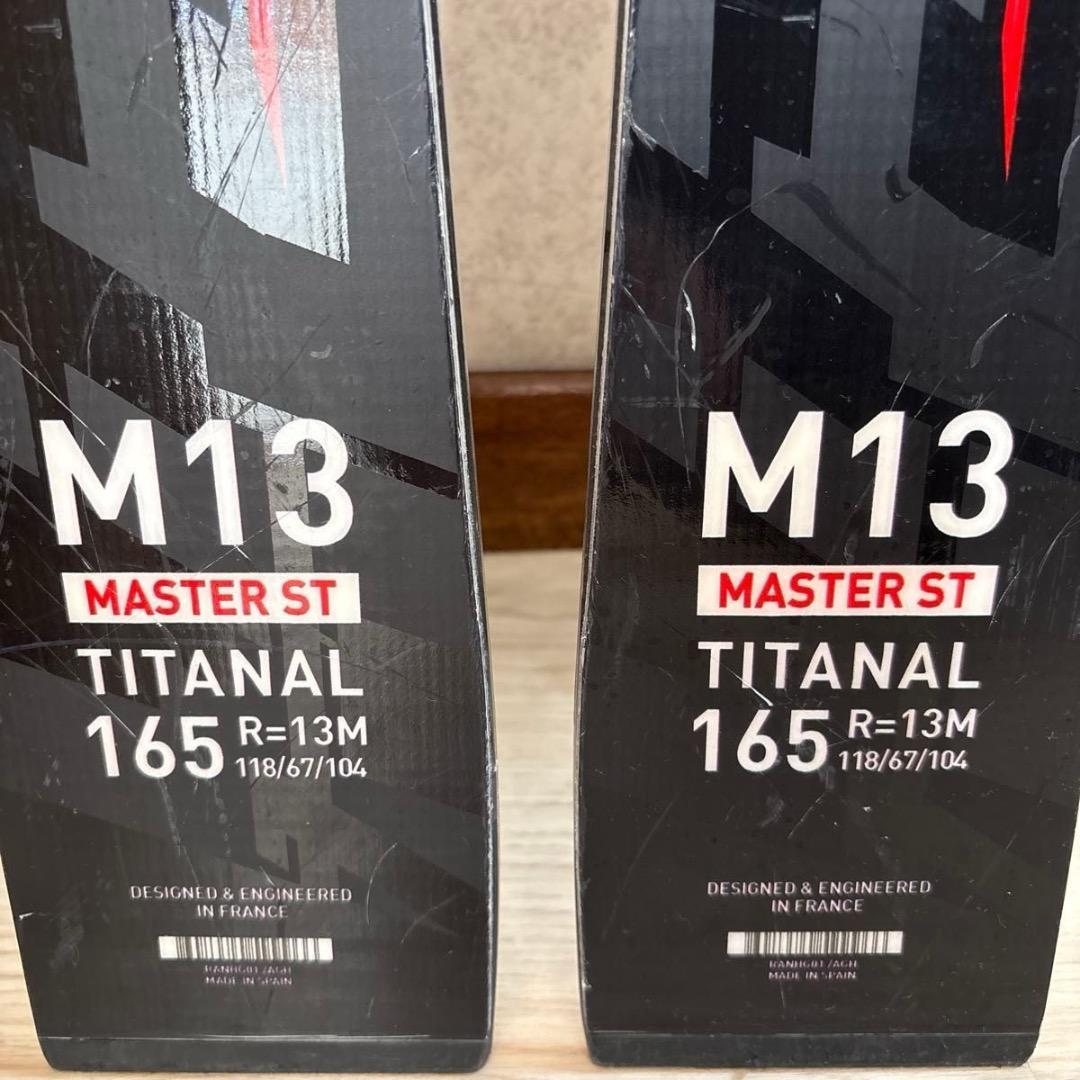 M13
MASTER ST
TITANAL
165 R=13M
118/67/104
DESIGNED & ENGINEERED
IN FRANCE
MADE IN SPAIN
M13
MASTER ST
TITANAL
165 R=13M
118/67/104
DESIGNED & ENGINEERED
IN FRANCE
MADE IN SPAIN